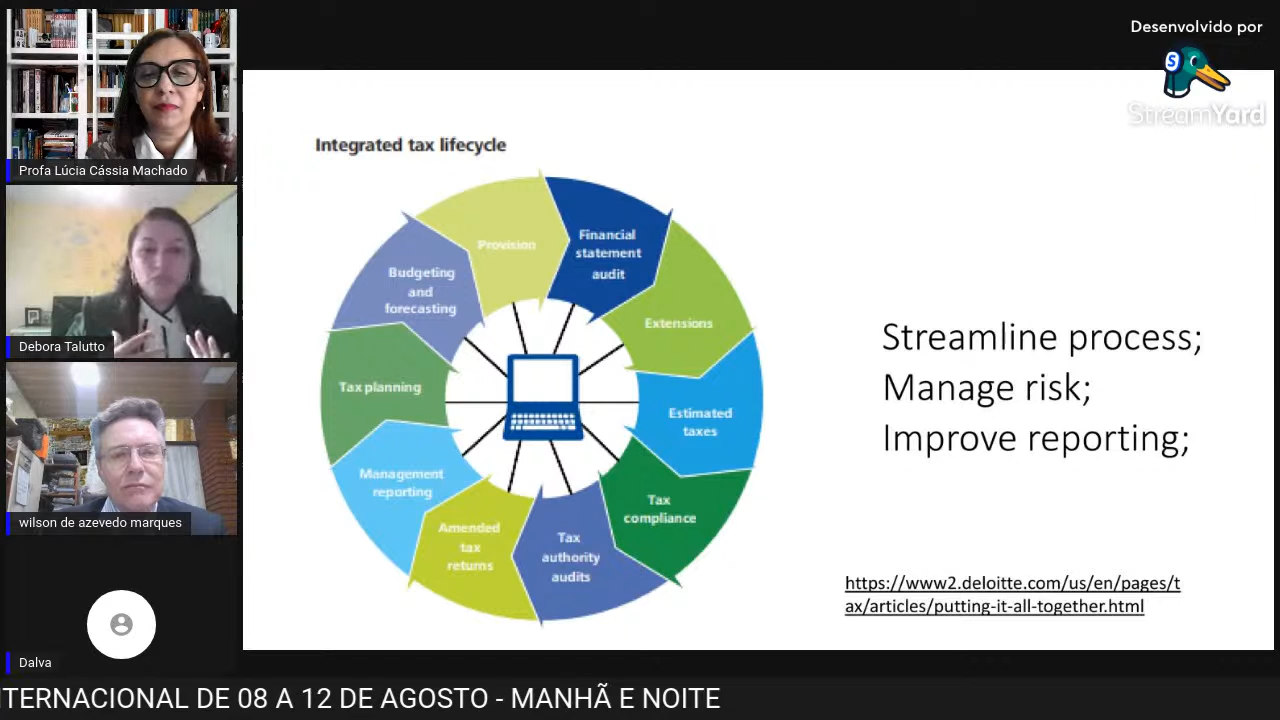 Desenvolvido por
StreamYard
Profa Lúcia Cássia Machado
Debora Talutto
wilson de azevedo marques
Dalva
Integrated tax lifecycle
Provision
Financial
statement
audit
Extensions
Estimated
taxes
Tax
compliance
Tax
authority
audits
Amended
tax
returns
Management
reporting
Tax planning
Budgeting
and
forecasting
Streamline process;
Manage risk;
Improve reporting;
https://www2.deloitte.com/us/en/pages/t
ax/articles/putting-it-all-together.html
NTERNACIONAL DE 08 A 12 DE AGOSTO - MANHÃ E NOITE